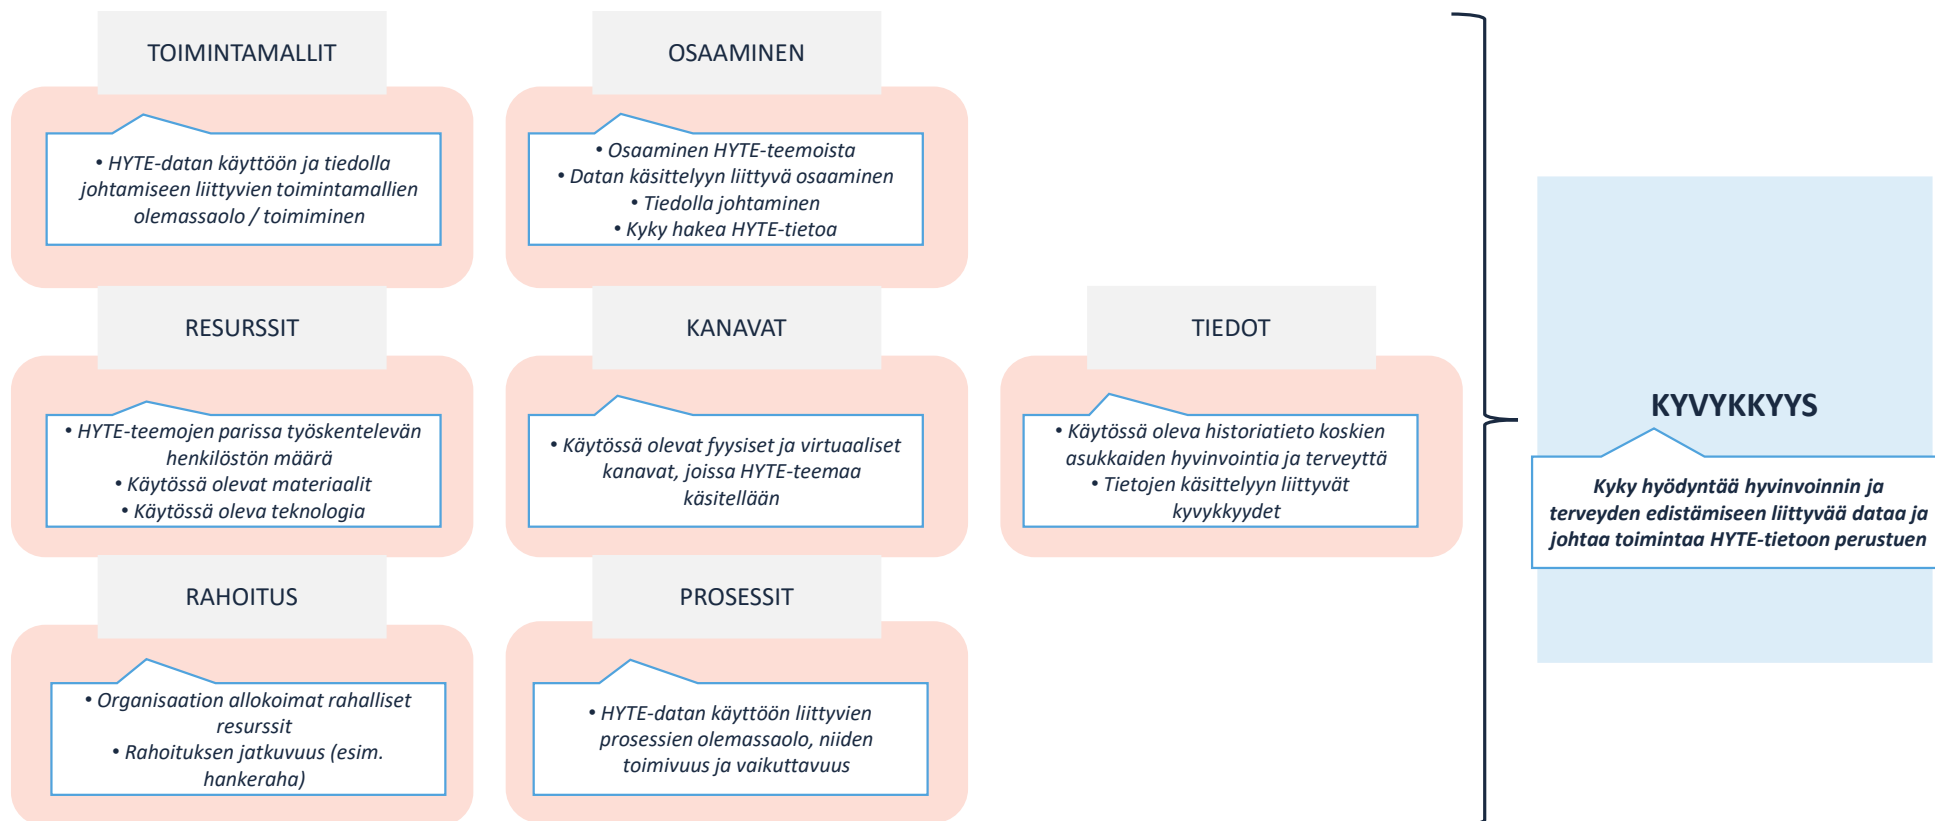 TOIMINTAMALLIT
• HYTE-datan käyttöön ja tiedolla
johtamiseen liittyvien toimintamallien
olemassaolo / toimiminen
OSAAMINEN
• Osaaminen HYTE-teemoista
• Datan käsittelyyn liittyvä osaaminen
• Tiedolla johtaminen
• Kyky hakea HYTE-tietoa
RESURSSIT
• HYTE-teemojen parissa työskentelevän
henkilöstön määrä
• Käytössä olevat materiaalit
• Käytössä oleva teknologia
KANAVAT
• Käytössä olevat fyysiset ja virtuaaliset
kanavat, joissa HYTE-teemaa
käsitellään
TIEDOT
• Käytössä oleva historiatieto koskien
asukkaiden hyvinvointia ja terveyttä
• Tietojen käsittelyyn liittyvät
kyvykkyydet
RAHOITUS
• Organisaation allokoimat rahalliset
resurssit
• Rahoituksen jatkuvuus (esim.
hankeraha)
PROSESSIT
• HYTE-datan käyttöön liittyvien
prosessien olemassaolo, niiden
toimivuus ja vaikuttavuus
KYVYKKYYS
Kyky hyödyntää hyvinvoinnin ja
terveyden edistämiseen liittyvää dataa ja
johtaa toimintaa HYTE-tietoon perustuen